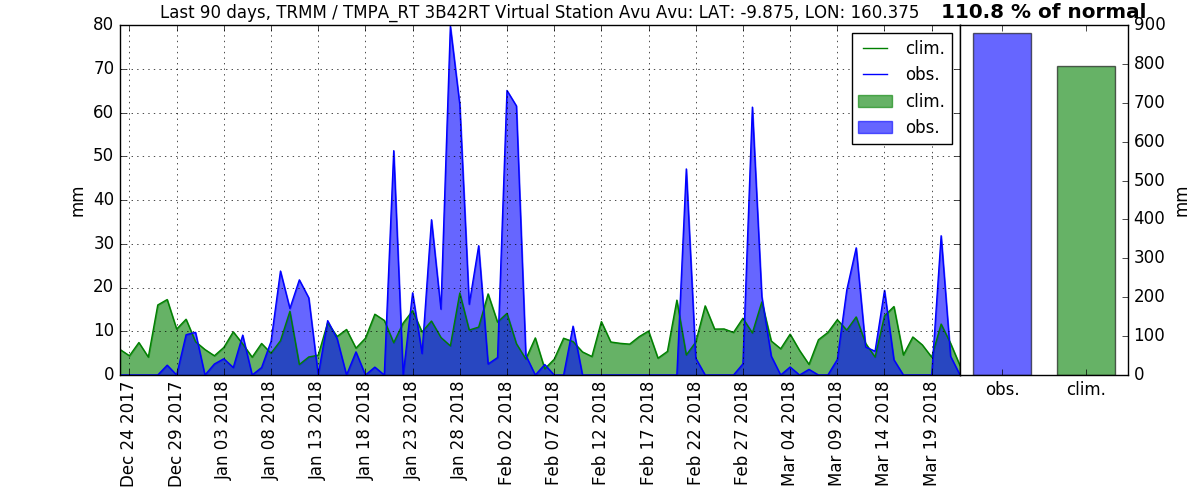 Last 90 days, TRMM / TMPA_RT 3B42RT Virtual Station Avu Avu: LAT: -9.875, LON: 160.375
110.8 % of normal
80
70
60
50
40
30
20
10
0
mm
clim.
obs.
clim.
obs.
900
800
700
600
500
400
300
200
100
0
mm
Dec 24 2017
Dec 29 2017
Jan 03 2018
Jan 08 2018
Jan 13 2018
Jan 18 2018
Jan 23 2018
Jan 28 2018
Feb 02 2018
Feb 07 2018
Feb 12 2018
Feb 17 2018
Feb 22 2018
Feb 27 2018
Mar 04 2018
Mar 09 2018
Mar 14 2018
Mar 19 2018
obs.
clim.